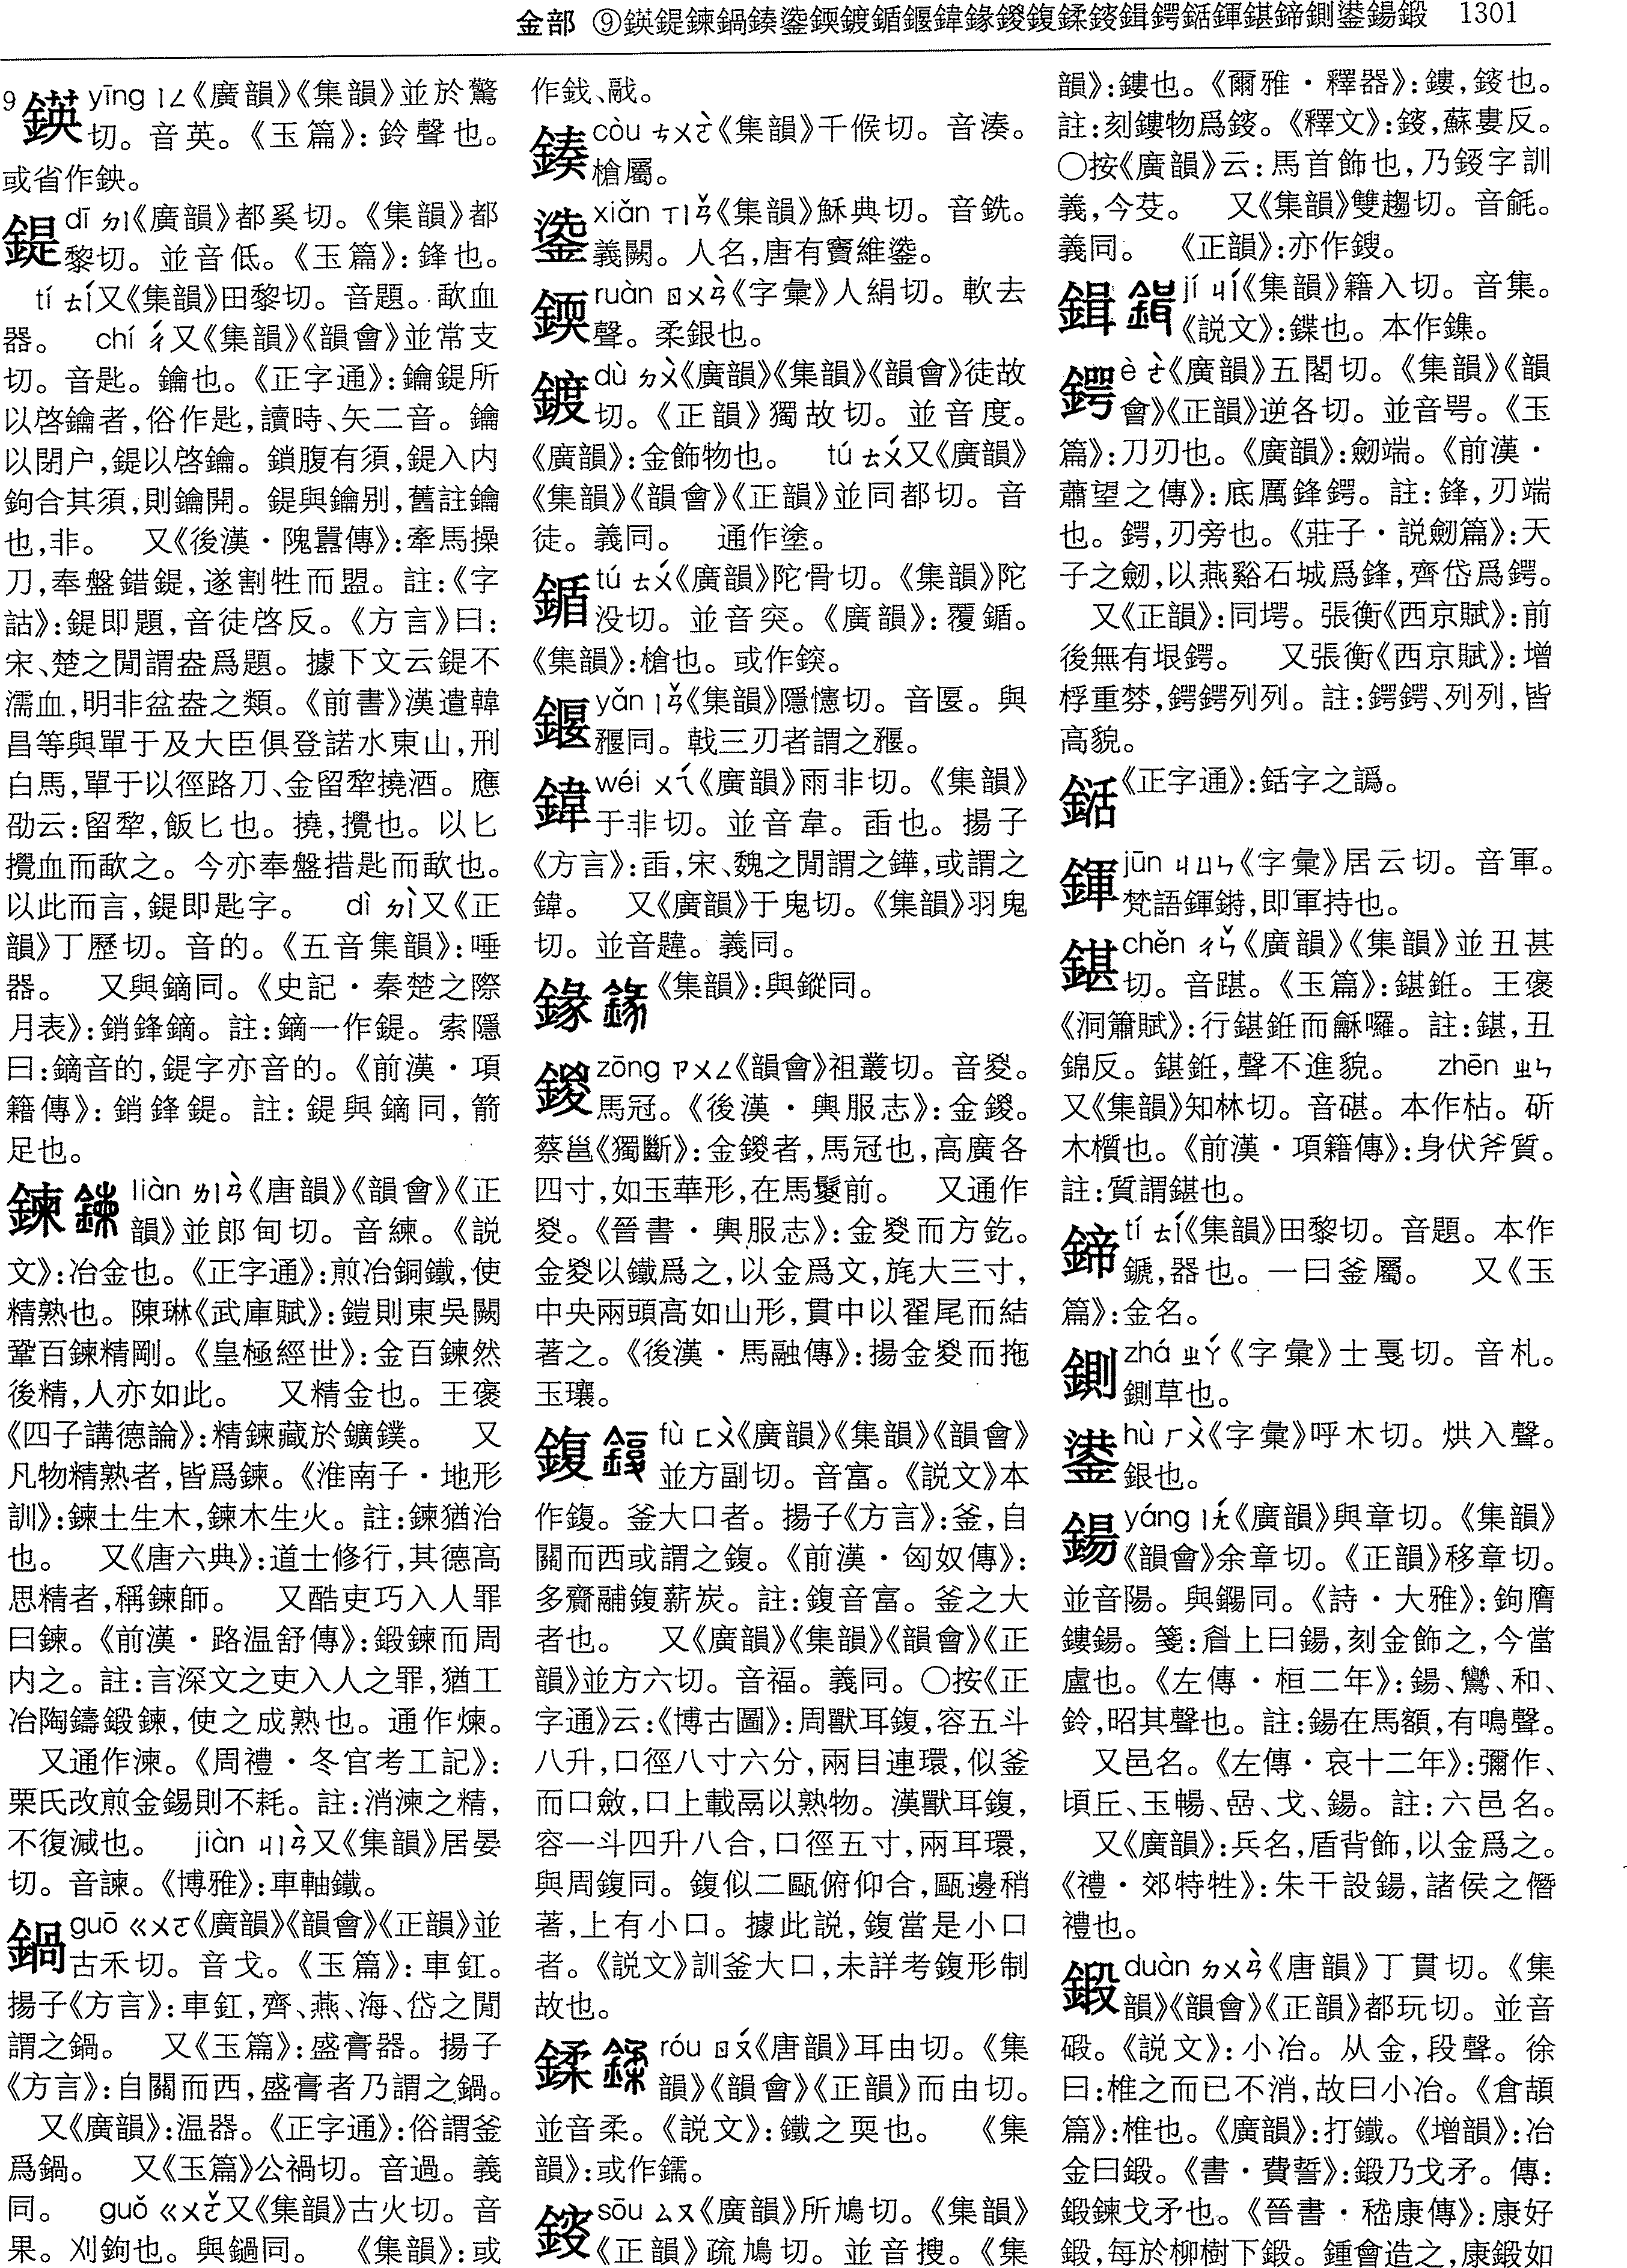 金部 ⑨鍈鍉鍊鍋鍌鍙鍎鍍鍎鍎鍏鍐鍐鍑鍒鍓鍓鍔鍓鍕鍖鍗鍘鍙鍚鍛 1301
9 鍈 yīng ㄧㄥ《廣韻》《集韻》並於驚
切。音英。《玉篇》:鈴聲也。
或省作鉠。
鍉 dī ㄉㄧ《廣韻》都奚切。《集韻》都
黎切。並音低。《玉篇》:鋒也。
tí ㄊㄧˊ又《集韻》田黎切。音題。歃血
器。 chí ㄔˊ又《集韻》《韻會》並常支
切。音匙。鑰也。《正字通》:鑰鍉所
以啓鑰者,俗作匙,讀時、矢二音。鑰
以閉户,鍉以啓鑰。鎖腹有須,鍉入内
鉤合其須,則鑰開。鍉與鑰别,舊註鑰
也,非。 又《後漢·隗囂傳》:牽馬操
刀,奉盤錯鍉,遂割牲而盟。註:《字
詁》:鍉即題,音徒啓反。《方言》曰:
宋、楚之閒謂盎爲題。據下文云鍉不
濡血,明非盆盎之類。《前書》漢遣韓
昌等與單于及大臣俱登諾水東山,刑
白馬,單于以徑路刀、金留犂撓酒。應
劭云:留犂,飯匕也。撓,攪也。以匕
攪血而歃之。今亦奉盤措匙而歃也。
以此而言,鍉即匙字。 dì ㄉㄧˋ又《正
韻》丁歷切。音的。《五音集韻》:唾
器。 又與鏑同。《史記·秦楚之際
月表》:銷鋒鏑。註:鏑一作鍉。索隱
曰:鏑音的,鍉字亦音的。《前漢·項
籍傳》:銷鋒鍉。註:鍉與鏑同,箭
足也。
鍊 liàn ㄌㄧㄢˋ《唐韻》《韻會》《正
韻》並郎甸切。音練。《説
文》:冶金也。《正字通》:煎冶銅鐵,使
精熟也。陳琳《武庫賦》:鎧則東吳闕
鞏百鍊精剛。《皇極經世》:金百鍊然
後精,人亦如此。 又精金也。王褒
《四子講德論》:精鍊藏於鑛鏷。 又
凡物精熟者,皆爲鍊。《淮南子·地形
訓》:鍊土生木,鍊木生火。註:鍊猶治
也。 又《唐六典》:道士修行,其德高
思精者,稱鍊師。 又酷吏巧入人罪
曰鍊。《前漢·路温舒傳》:鍛鍊而周
内之。註:言深文之吏入人之罪,猶工
冶陶鑄鍛鍊,使之成熟也。通作煉。
又通作湅。《周禮·冬官考工記》:
㮚氏改煎金錫則不耗。註:消湅之精,
不復減也。 jiàn ㄐㄧㄢˋ又《集韻》居晏
切。音諫。《博雅》:車軸鐵。
鍋 guō ㄍㄨㄛ《廣韻》《韻會》《正韻》並
古禾切。音戈。《玉篇》:車釭。
揚子《方言》:車釭,齊、燕、海、岱之閒
謂之鍋。 又《玉篇》:盛膏器。揚子
《方言》:自關而西,盛膏者乃謂之鍋。
又《廣韻》:温器。《正字通》:俗謂釜
爲鍋。 又《玉篇》公禍切。音過。義
同。 guǒ ㄍㄨㄛˇ又《集韻》古火切。音
果。刈鉤也。與鐹同。 《集韻》:或
作鈛、𢧋。
còu ㄘㄡˋ《集韻》千候切。音湊。
槍屬。
鍌 xiǎn ㄒㄧㄢˇ《集韻》穌典切。音銑。
義闕。人名,唐有竇維鍌。
ruàn ㄖㄨㄢˋ《字彙》人絹切。軟去
聲。柔銀也。
鍍 dù ㄉㄨˋ《廣韻》《集韻》《韻會》徒故
切。《正韻》獨故切。並音度。
《廣韻》:金飾物也。 tú ㄊㄨˊ又《廣韻》
《集韻》《韻會》《正韻》並同都切。音
徒。義同。 通作塗。
鍎 tú ㄊㄨˊ《廣韻》陀骨切。《集韻》陀
没切。並音突。《廣韻》:覆鍎。
《集韻》:槍也。或作鋵。
yǎn ㄧㄢˇ《集韻》隱幰切。音匽。與
𥎂同。戟三刃者謂之𥎂。
鍏 wéi ㄨㄟˊ《廣韻》雨非切。《集韻》
于非切。並音韋。臿也。揚子
《方言》:臿,宋、魏之閒謂之鏵,或謂之
鍏。 又《廣韻》于鬼切。《集韻》羽鬼
切。並音韙。義同。
《集韻》:與鏦同。
鍐 zōng ㄗㄨㄥ《韻會》祖叢切。音㚇。
馬冠。《後漢·輿服志》:金鍐。
蔡邕《獨斷》:金鍐者,馬冠也,高廣各
四寸,如玉華形,在馬髲前。 又通作
㚇。《晉書·輿服志》:金㚇而方釳。
金㚇以鐵爲之,以金爲文,旄大三寸,
中央兩頭高如山形,貫中以翟尾而結
著之。《後漢·馬融傳》:揚金㚇而拖
玉瓖。
鍑 fù ㄈㄨˋ《廣韻》《集韻》《韻會》
並方副切。音富。《説文》本
作鍑。釜大口者。揚子《方言》:釜,自
關而西或謂之鍑。《前漢·匈奴傳》:
多齎鬴鍑薪炭。註:鍑音富。釜之大
者也。 又《廣韻》《集韻》《韻會》《正
韻》並方六切。音福。義同。〇按《正
字通》云:《博古圖》:周獸耳鍑,容五斗
八升,口徑八寸六分,兩目連環,似釜
而口斂,口上載鬲以熟物。漢獸耳鍑,
容一斗四升八合,口徑五寸,兩耳環,
與周鍑同。鍑似二甌俯仰合,甌邊稍
著,上有小口。據此説,鍑當是小口
者。《説文》訓釜大口,未詳考鍑形制
故也。
鍒 róu ㄖㄡˊ《唐韻》耳由切。《集
韻》《韻會》《正韻》而由切。
並音柔。《説文》:鐵之耎也。 《集
韻》:或作鑐。
sōu ㄙㄡ《廣韻》所鳩切。《集韻》
《正韻》疏鳩切。並音搜。《集
韻》:鏤也。《爾雅·釋器》:鏤,鎪也。
註:刻鏤物爲鎪。《釋文》:鎪,蘇婁反。
〇按《廣韻》云:馬首飾也,乃鋄字訓
義,今芟。 又《集韻》雙趨切。音毹。
義同。 《正韻》:亦作鎪。
鍓 jí ㄐㄧˊ《集韻》籍入切。音集。
《説文》:鍱也。本作鏶。
鍔 è ㄜˋ《廣韻》五閣切。《集韻》《韻
會》《正韻》逆各切。並音咢。《玉
篇》:刀刃也。《廣韻》:劒端。《前漢·
蕭望之傳》:底厲鋒鍔。註:鋒,刃端
也。鍔,刃旁也。《莊子·説劒篇》:天
子之劒,以燕谿石城爲鋒,齊岱爲鍔。
又《正韻》:同堮。張衡《西京賦》:前
後無有垠鍔。 又張衡《西京賦》:增
桴重棼,鍔鍔列列。註:鍔鍔、列列,皆
高貌。
《正字通》:銛字之譌。
鍕 jūn ㄐㄩㄣ《字彙》居云切。音軍。
梵語鍕鍀,即軍持也。
鍖 chěn ㄔㄣˇ《廣韻》《集韻》並丑甚
切。音踸。《玉篇》:鍖銋。王褒
《洞簫賦》:行鍖銋而龢囉。註:鍖,丑
錦反。鍖銋,聲不進貌。 zhēn ㄓㄣ
又《集韻》知林切。音碪。本作枮。斫
木櫍也。《前漢·項籍傳》:身伏斧質。
註:質謂鍖也。
鍗 tí ㄊㄧˊ《集韻》田黎切。音題。本作
鷉,器也。一曰釜屬。 又《玉
篇》:金名。
鍘 zhá ㄓㄚˊ《字彙》士戛切。音札。
鍘草也。
鍙 hù ㄏㄨˋ《字彙》呼木切。烘入聲。
銀也。
鍚 yáng ㄧㄤˊ《廣韻》與章切。《集韻》
《韻會》余章切。《正韻》移章切。
並音陽。與鐊同。《詩·大雅》:鉤膺
鏤鍚。箋:眉上曰鍚,刻金飾之,今當
盧也。《左傳·桓二年》:鍚、鸞、和、
鈴,昭其聲也。註:鍚在馬額,有鳴聲。
又邑名。《左傳·哀十二年》:彌作、
頃丘、玉暢、嵒、戈、鍚。註:六邑名。
又《廣韻》:兵名,盾背飾,以金爲之。
《禮·郊特牲》:朱干設鍚,諸侯之僭
禮也。
鍛 duàn ㄉㄨㄢˋ《唐韻》丁貫切。《集
韻》《韻會》《正韻》都玩切。並音
碫。《説文》:小冶。从金,段聲。徐
曰:椎之而已不消,故曰小冶。《倉頡
篇》:椎也。《廣韻》:打鐵。《增韻》:冶
金曰鍛。《書·費誓》:鍛乃戈矛。傳:
鍛鍊戈矛也。《晉書·嵇康傳》:康好
鍛,每於柳樹下鍛。鍾會造之,康鍛如